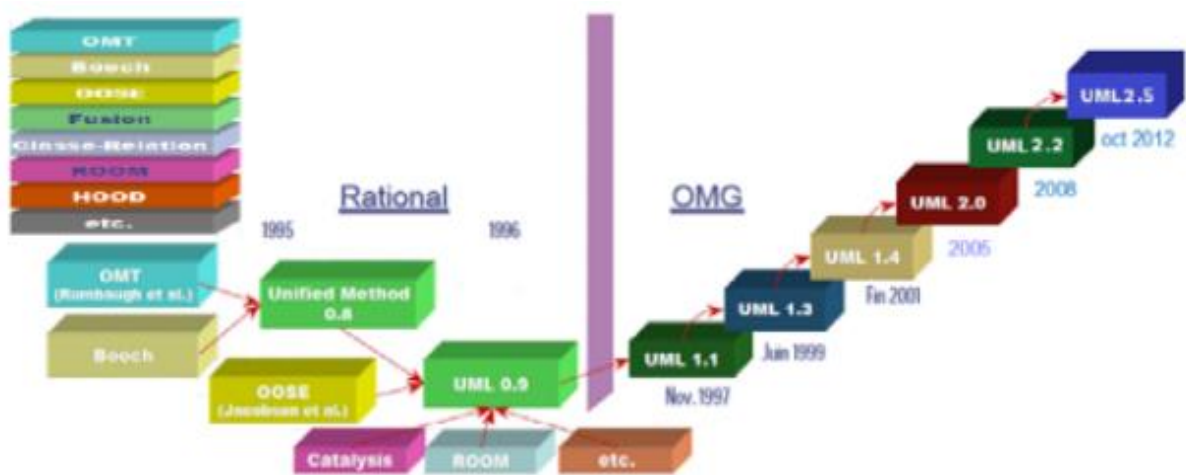 OMT
Booch
OOSE
Fusion
Classe-Relation
ROOM
HOOD
etc.
Rational
OMG
1995
1996
OMT
(Rumbaugh et al.)
Booch
Unified Method
0.8
OOSE
(Jacobson et al.)
UML 0.9
Catalysis
ROOM
etc.
UML 1.1
Nov. 1997
UML 1.3
Juin 1999
UML 1.4
Fin 2001
UML 2.0
2005
UML 2.2
2008
UML2.5
oct 2012